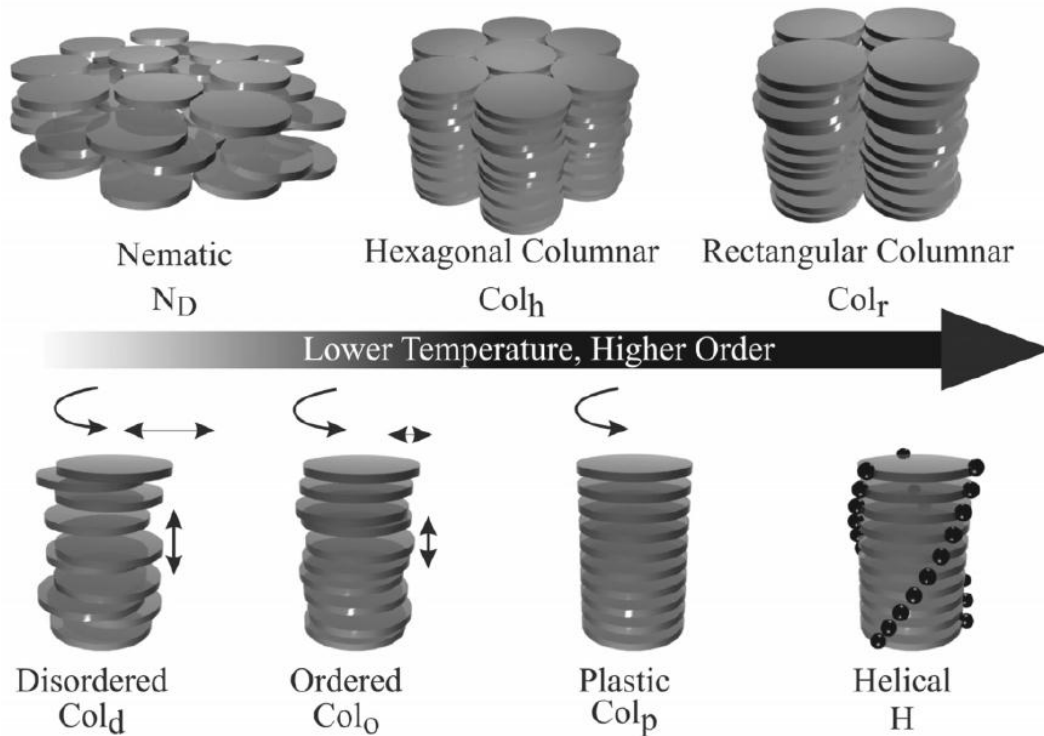 Nematic
N_D
Hexagonal Columnar
Col_h
Rectangular Columnar
Col_r
Lower Temperature, Higher Order
Disordered
Col_d
Ordered
Col_o
Plastic
Col_p
Helical
H